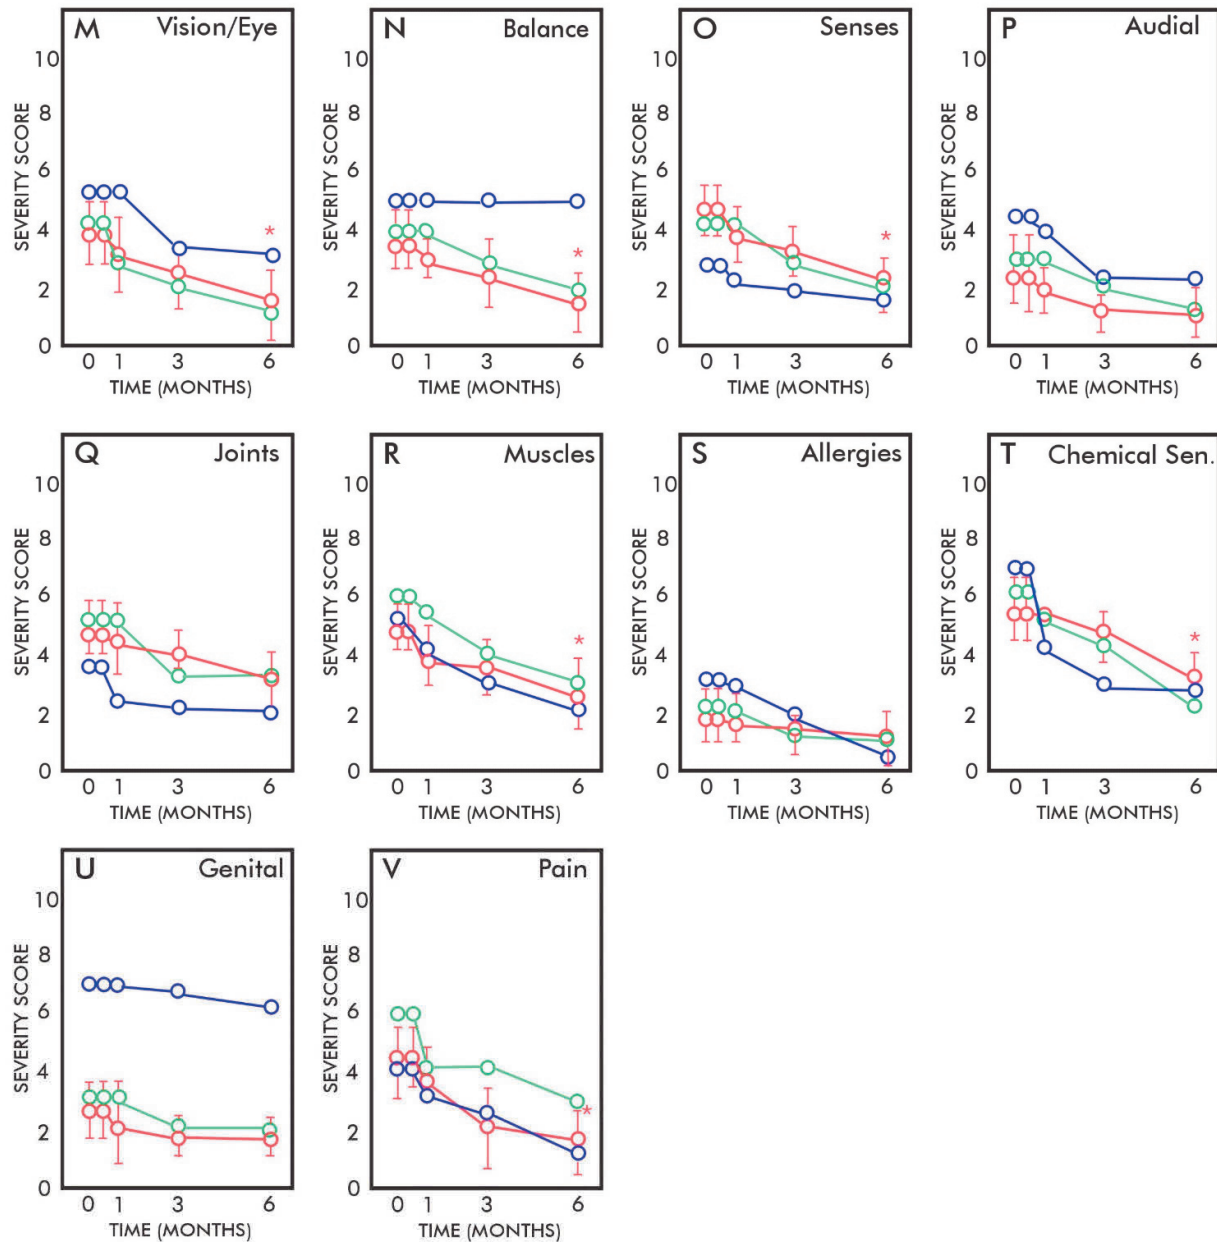 M Vision/Eye
10
8
6
4
2
0
SEVERITY SCORE
*
0 1 3 6
TIME (MONTHS)
N Balance
10
8
6
4
2
0
SEVERITY SCORE
*
0 1 3 6
TIME (MONTHS)
O Senses
10
8
6
4
2
0
SEVERITY SCORE
*
0 1 3 6
TIME (MONTHS)
P Audial
10
8
6
4
2
0
SEVERITY SCORE
0 1 3 6
TIME (MONTHS)
Q Joints
10
8
6
4
2
0
SEVERITY SCORE
0 1 3 6
TIME (MONTHS)
R Muscles
10
8
6
4
2
0
SEVERITY SCORE
*
0 1 3 6
TIME (MONTHS)
S Allergies
10
8
6
4
2
0
SEVERITY SCORE
0 1 3 6
TIME (MONTHS)
T Chemical Sen.
10
8
6
4
2
0
SEVERITY SCORE
*
0 1 3 6
TIME (MONTHS)
U Genital
10
8
6
4
2
0
SEVERITY SCORE
0 1 3 6
TIME (MONTHS)
V Pain
10
8
6
4
2
0
SEVERITY SCORE
*
0 1 3 6
TIME (MONTHS)